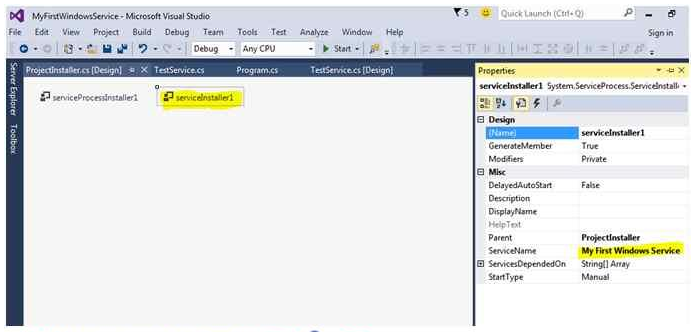 MyFirstWindowsService - Microsoft Visual Studio
5
Quick Launch (Ctrl+Q)
File Edit View Project Build Debug Team Tools Test Analyze Window Help
Sign in
Debug Any CPU Start
Server Explorer
Toolbox
ProjectInstaller.cs [Design] TestService.cs Program.cs TestService.cs [Design]
serviceProcessInstaller1 serviceInstaller1
Properties
serviceInstaller1 System.ServiceProcess.ServiceInstall
Design
(Name) serviceInstaller1
GenerateMember True
Modifiers Private
Misc
DelayedAutoStart False
Description
DisplayName
HelpText
Parent ProjectInstaller
ServiceName My First Windows Service
ServicesDependedOn String[] Array
StartType Manual